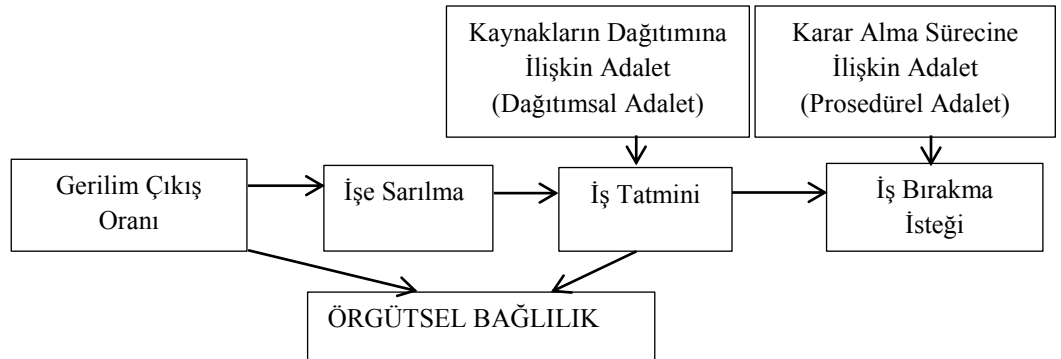 Kaynakların Dağıtımına
İlişkin Adalet
(Dağıtımsal Adalet)
Karar Alma Sürecine
İlişkin Adalet
(Prosedürel Adalet)
Gerilim Çıkış
Oranı
İşe Sarılma
İş Tatmini
İş Bırakma
İsteği
ÖRGÜTSEL BAĞLILIK